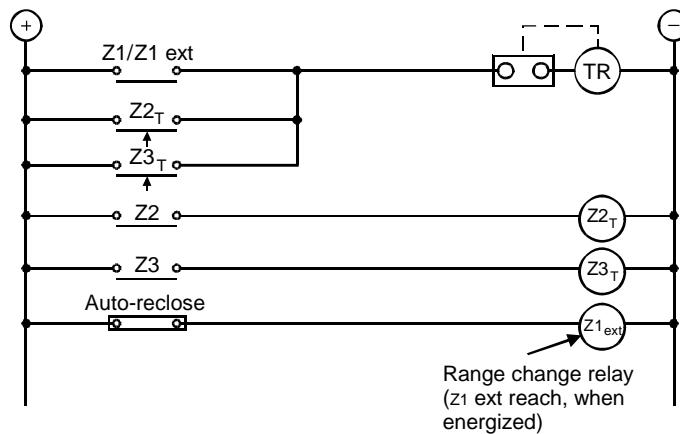 +
−
Z1/Z1 ext
TR
Z2T
Z3T
Z2
Z2T
Z3
Z3T
Auto-reclose
Z1ext
Range change relay
(Z1 ext reach, when
energized)